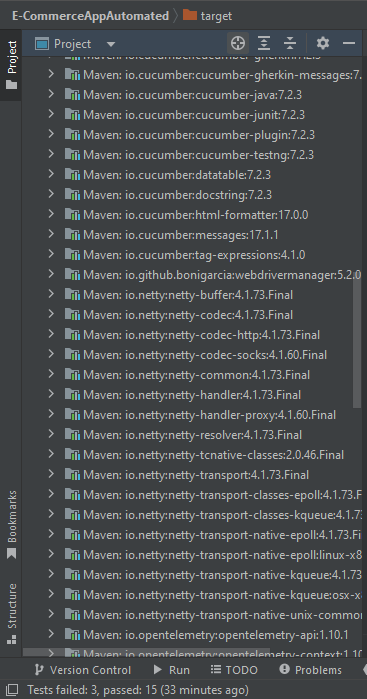 E-CommerceAppAutomated
target
Project
Project
Maven: io.cucumber:cucumber-gherkin-messages:7.
Maven: io.cucumber:cucumber-java:7.2.3
Maven: io.cucumber:cucumber-junit:7.2.3
Maven: io.cucumber:cucumber-plugin:7.2.3
Maven: io.cucumber:cucumber-testng:7.2.3
Maven: io.cucumber:datatable:7.2.3
Maven: io.cucumber:docstring:7.2.3
Maven: io.cucumber:html-formatter:17.0.0
Maven: io.cucumber:messages:17.1.1
Maven: io.cucumber:tag-expressions:4.1.0
Maven: io.github.bonigarcia:webdrivermanager:5.2.0
Maven: io.netty:netty-buffer:4.1.73.Final
Maven: io.netty:netty-codec:4.1.73.Final
Maven: io.netty:netty-codec-http:4.1.73.Final
Maven: io.netty:netty-codec-socks:4.1.60.Final
Maven: io.netty:netty-common:4.1.73.Final
Maven: io.netty:netty-handler:4.1.73.Final
Maven: io.netty:netty-handler-proxy:4.1.60.Final
Maven: io.netty:netty-resolver:4.1.73.Final
Maven: io.netty:netty-tcnative-classes:2.0.46.Final
Maven: io.netty:netty-transport:4.1.73.Final
Maven: io.netty:netty-transport-classes-epoll:4.1.73.F
Maven: io.netty:netty-transport-classes-kqueue:4.1.73
Maven: io.netty:netty-transport-native-epoll:4.1.73.Fi
Maven: io.netty:netty-transport-native-epoll:linux-x8
Maven: io.netty:netty-transport-native-kqueue:4.1.73
Maven: io.netty:netty-transport-native-kqueue:osx-x
Maven: io.netty:netty-transport-native-unix-common
Maven: io.opentelemetry:opentelemetry-api:1.10.1
Maven: io.opentelemetry:opentelemetry-context:1.10
Bookmarks
Structure
Version Control
Run
TODO
Problems
Tests failed: 3, passed: 15 (33 minutes ago)